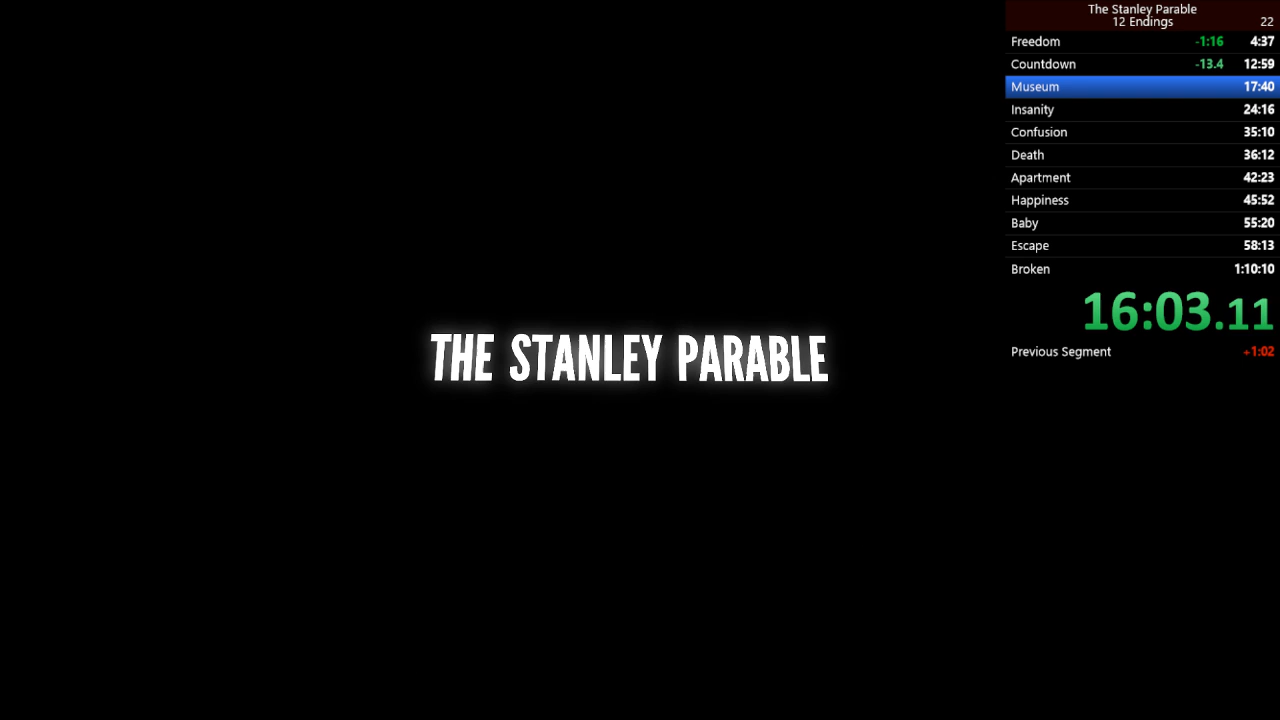 The Stanley Parable
12 Endings 22
Freedom -1:16 4:37
Countdown -13.4 12:59
Museum 17:40
Insanity 24:16
Confusion 35:10
Death 36:12
Apartment 42:23
Happiness 45:52
Baby 55:20
Escape 58:13
Broken 1:10:10
16:03.11
THE STANLEY PARABLE
Previous Segment +1:02